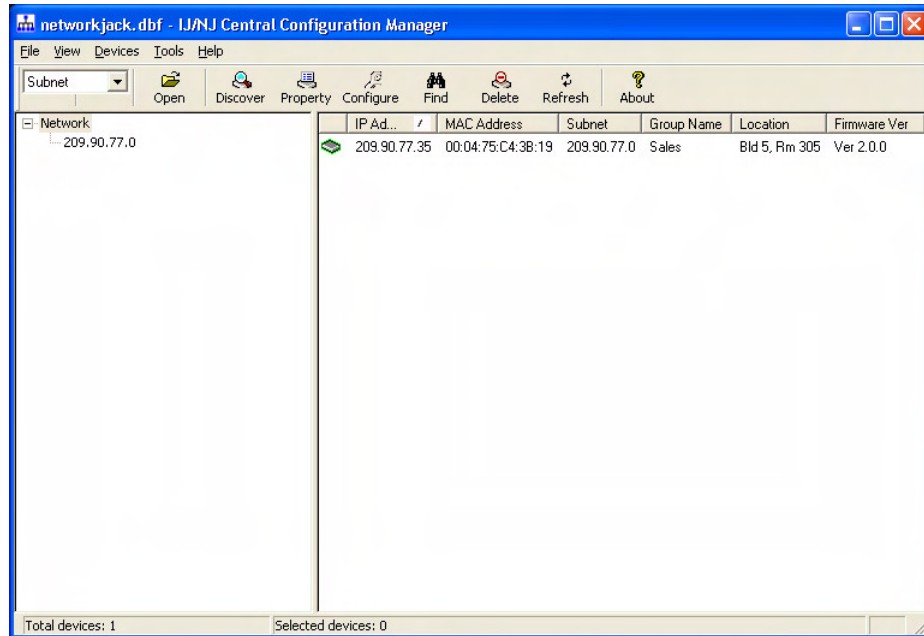 networkjack.dbf - IJ/NJ Central Configuration Manager
File View Devices Tools Help
Subnet Open Discover Property Configure Find Delete Refresh About
Network
209.90.77.0
IP Ad... / MAC Address Subnet Group Name Location Firmware Ver
209.90.77.35 00:04:75:C4:3B:19 209.90.77.0 Sales Bld 5, Rm 305 Ver 2.0.0
Total devices: 1 Selected devices: 0